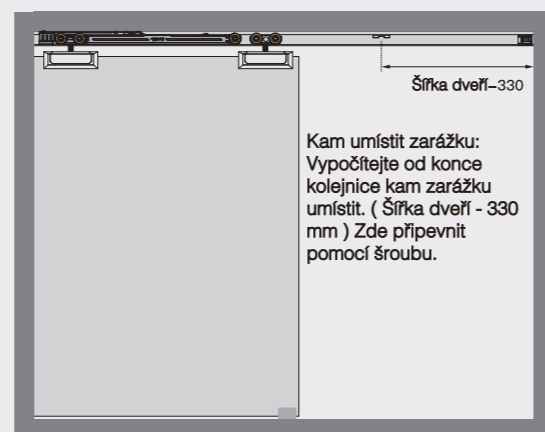 Šířka dveří–330
Kam umístit zarážku:
Vypočítejte od konce
kolejnice kam zarážku
umístit. ( Šířka dveří - 330
mm ) Zde připevnit
pomocí šroubu.